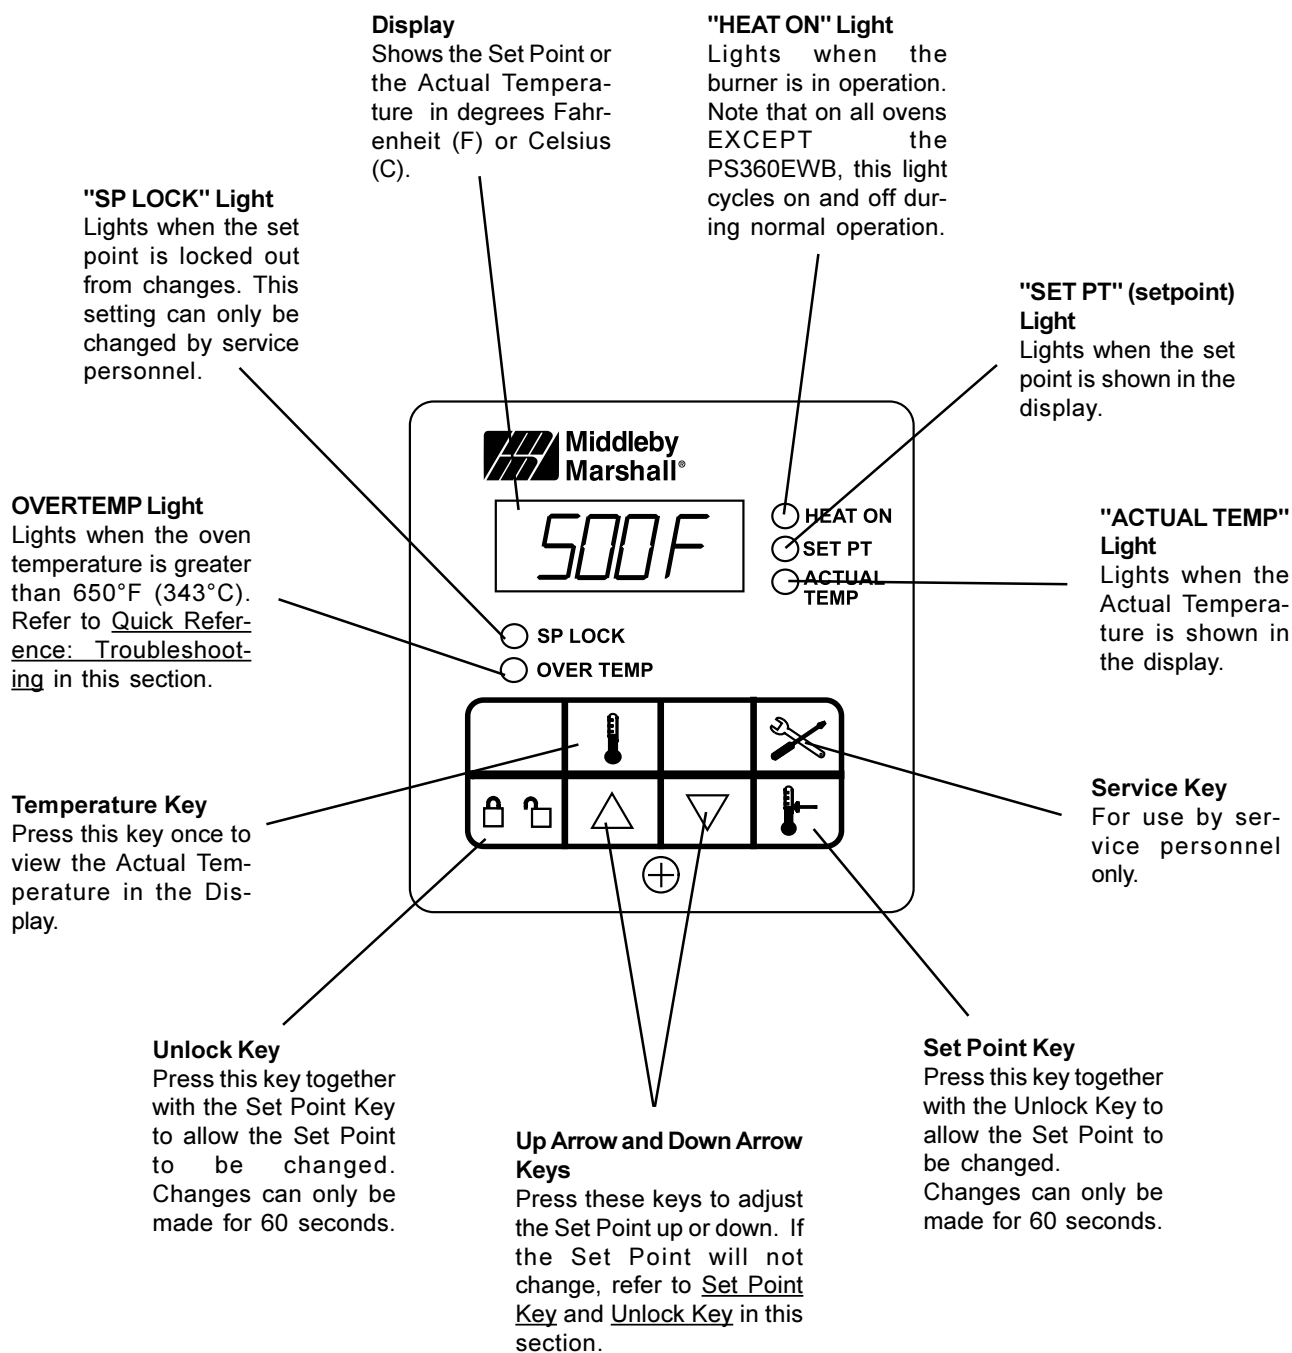 Display
Shows the Set Point or
the Actual Tempera-
ture in degrees Fahr-
enheit (F) or Celsius
(C).
"HEAT ON" Light
Lights when the
burner is in operation.
Note that on all ovens
EXCEPT the
PS360EWB, this light
cycles on and off dur-
ing normal operation.
"SP LOCK" Light
Lights when the set
point is locked out
from changes. This
setting can only be
changed by service
personnel.
"SET PT" (setpoint)
Light
Lights when the set
point is shown in the
display.
OVERTEMP Light
Lights when the oven
temperature is greater
than 650°F (343°C).
Refer to Quick Refer-
ence: Troubleshoot-
ing in this section.
"ACTUAL TEMP"
Light
Lights when the
Actual Tempera-
ture is shown in
the display.
Middleby
Marshall®
500F
HEAT ON
SET PT
ACTUAL
TEMP
SP LOCK
OVER TEMP
Temperature Key
Press this key once to
view the Actual Tem-
perature in the Dis-
play.
Service Key
For use by ser-
vice personnel
only.
Unlock Key
Press this key together
with the Set Point Key
to allow the Set Point
to be changed.
Changes can only be
made for 60 seconds.
Up Arrow and Down Arrow
Keys
Press these keys to adjust
the Set Point up or down. If
the Set Point will not
change, refer to Set Point
Key and Unlock Key in this
section.
Set Point Key
Press this key together
with the Unlock Key to
allow the Set Point to
be changed.
Changes can only be
made for 60 seconds.